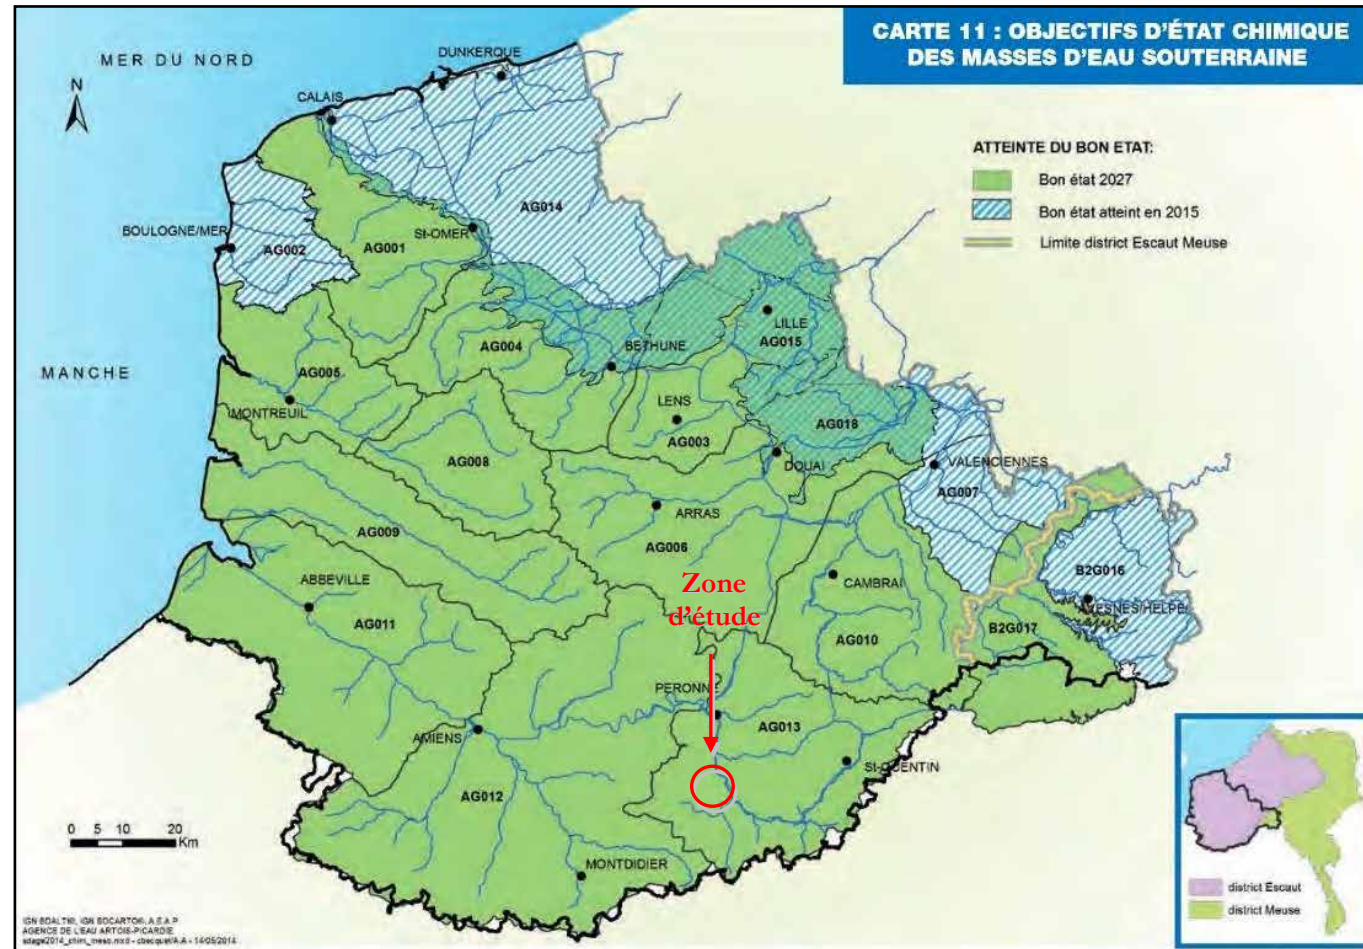 CARTE 11 : OBJECTIFS D'ÉTAT CHIMIQUE
DES MASSES D'EAU SOUTERRAINE
MER DU NORD
DUNKERQUE
N
CALAIS
ATTEINTE DU BON ETAT:
Bon état 2027
Bon état atteint en 2015
Limite district Escaut Meuse
AG014
BOULOGNE/MER
AG002
AG001
St-OMER
LILLE
AG015
AG004
BETHUNE
MANCHE
AG005
MONTREUIL
LENS
AG003
AG018
AG008
DOUAI
VALENCIENNES
AG007
ARRAS
AG009
AG006
B2G016
ABBEVILLE
Zone
d'étude
CAMBRAI
AVESNES/HELPE
AG011
AG010
B2G017
PERONNE
AG013
AMIENS
St-QUENTIN
AG012
0 5 10 20
Km
MONTDIDIER
district Escaut
district Meuse
AGENCE DE L'EAU ARTOIS-PICARDIE